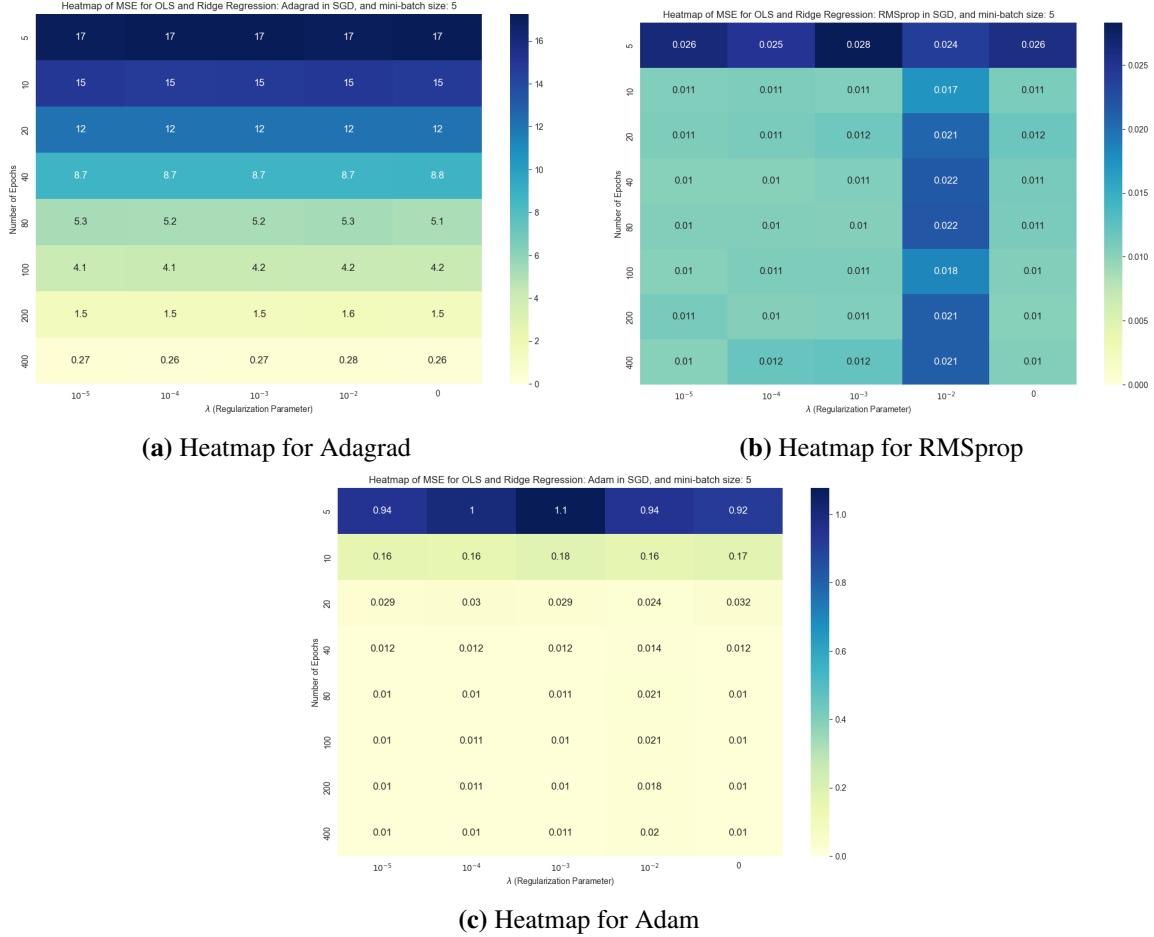 Heatmap of MSE for OLS and Ridge Regression: Adagrad in SGD, and mini-batch size: 5
5 17 17 17 17 17
10 15 15 15 15 15
20 12 12 12 12 12
40 8.7 8.7 8.7 8.7 8.8
80 5.3 5.2 5.2 5.3 5.1
100 4.1 4.1 4.2 4.2 4.2
200 1.5 1.5 1.5 1.6 1.5
400 0.27 0.26 0.27 0.28 0.26
Number of Epochs
10⁻⁵ 10⁻⁴ 10⁻³ 10⁻² 0
λ (Regularization Parameter)
16
14
12
10
8
6
4
2
0
(a) Heatmap for Adagrad
Heatmap of MSE for OLS and Ridge Regression: RMSprop in SGD, and mini-batch size: 5
5 0.026 0.025 0.028 0.024 0.026
10 0.011 0.011 0.011 0.017 0.011
20 0.011 0.011 0.012 0.021 0.012
40 0.01 0.01 0.011 0.022 0.011
80 0.01 0.01 0.01 0.022 0.011
100 0.01 0.011 0.011 0.018 0.01
200 0.011 0.01 0.011 0.021 0.01
400 0.01 0.012 0.012 0.021 0.01
Number of Epochs
10⁻⁵ 10⁻⁴ 10⁻³ 10⁻² 0
λ (Regularization Parameter)
0.025
0.020
0.015
0.010
0.005
0.000
(b) Heatmap for RMSprop
Heatmap of MSE for OLS and Ridge Regression: Adam in SGD, and mini-batch size: 5
5 0.94 1 1.1 0.94 0.92
10 0.16 0.16 0.18 0.16 0.17
20 0.029 0.03 0.029 0.024 0.032
40 0.012 0.012 0.012 0.014 0.012
80 0.01 0.01 0.011 0.021 0.01
100 0.01 0.011 0.01 0.021 0.01
200 0.01 0.011 0.01 0.018 0.01
400 0.01 0.01 0.011 0.02 0.01
Number of Epochs
10⁻⁵ 10⁻⁴ 10⁻³ 10⁻² 0
λ (Regularization Parameter)
1.0
0.8
0.6
0.4
0.2
0.0
(c) Heatmap for Adam